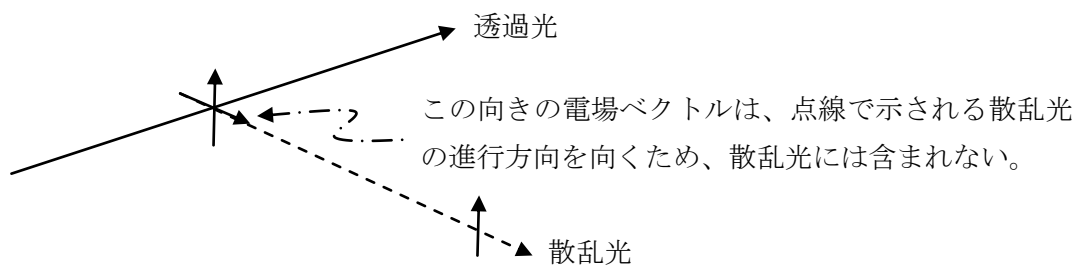 透過光
この向きの電場ベクトルは、点線で示される散乱光
の進行方向を向くため、散乱光には含まれない。
散乱光